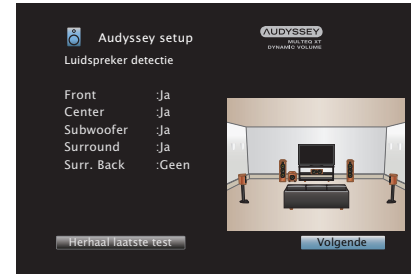 Audyssey setup
AUDYSSEY
MULTEQ XT
DYNAMIC VOLUME
Luidspreker detectie
Front :Ja
Center :Ja
Subwoofer :Ja
Surround :Ja
Surr. Back :Geen
Herhaal laatste test
Volgende